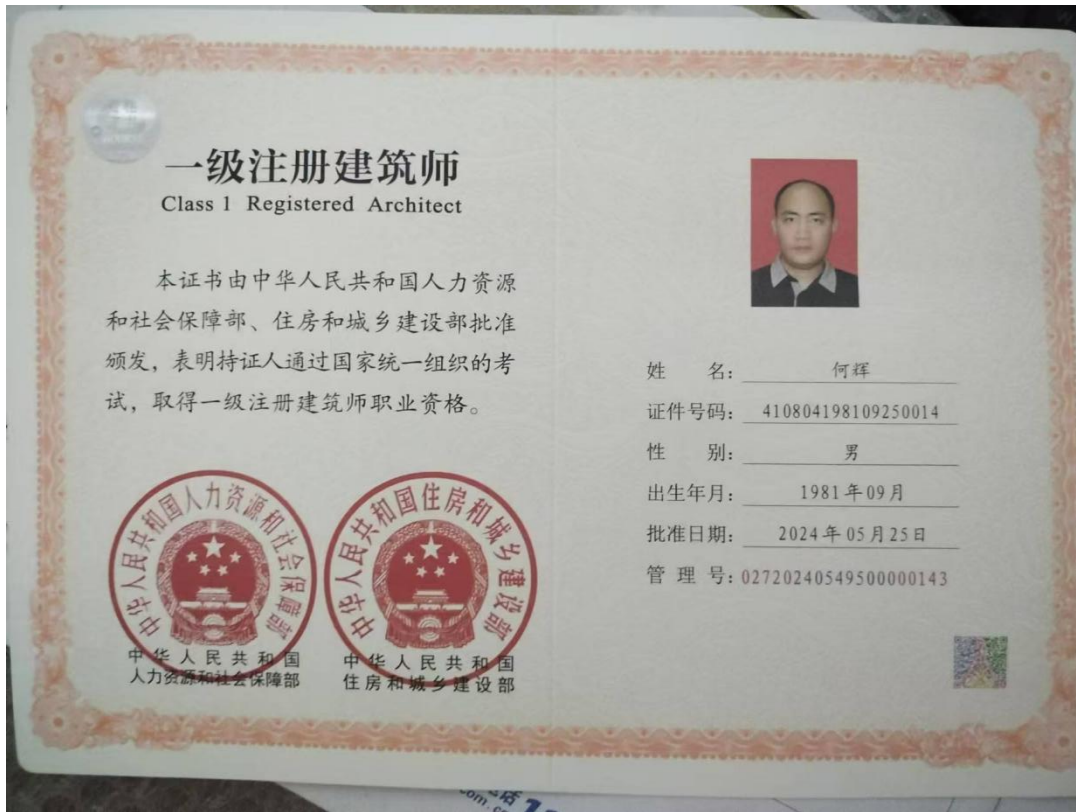 一级注册建筑师
Class 1 Registered Architect
本证书由中华人民共和国人力资源
和社会保障部、住房和城乡建设部批准
颁发，表明持证人通过国家统一组织的考
试，取得一级注册建筑师职业资格。
中华人民共和国人力资源和社会保障部
中华人民共和国
人力资源和社会保障部
中华人民共和国住房和城乡建设部
中华人民共和国
住房和城乡建设部
姓 名： 何辉
证件号码： 410804198109250014
性 别： 男
出生年月： 1981年09月
批准日期： 2024年05月25日
管 理 号： 02720240549500000143